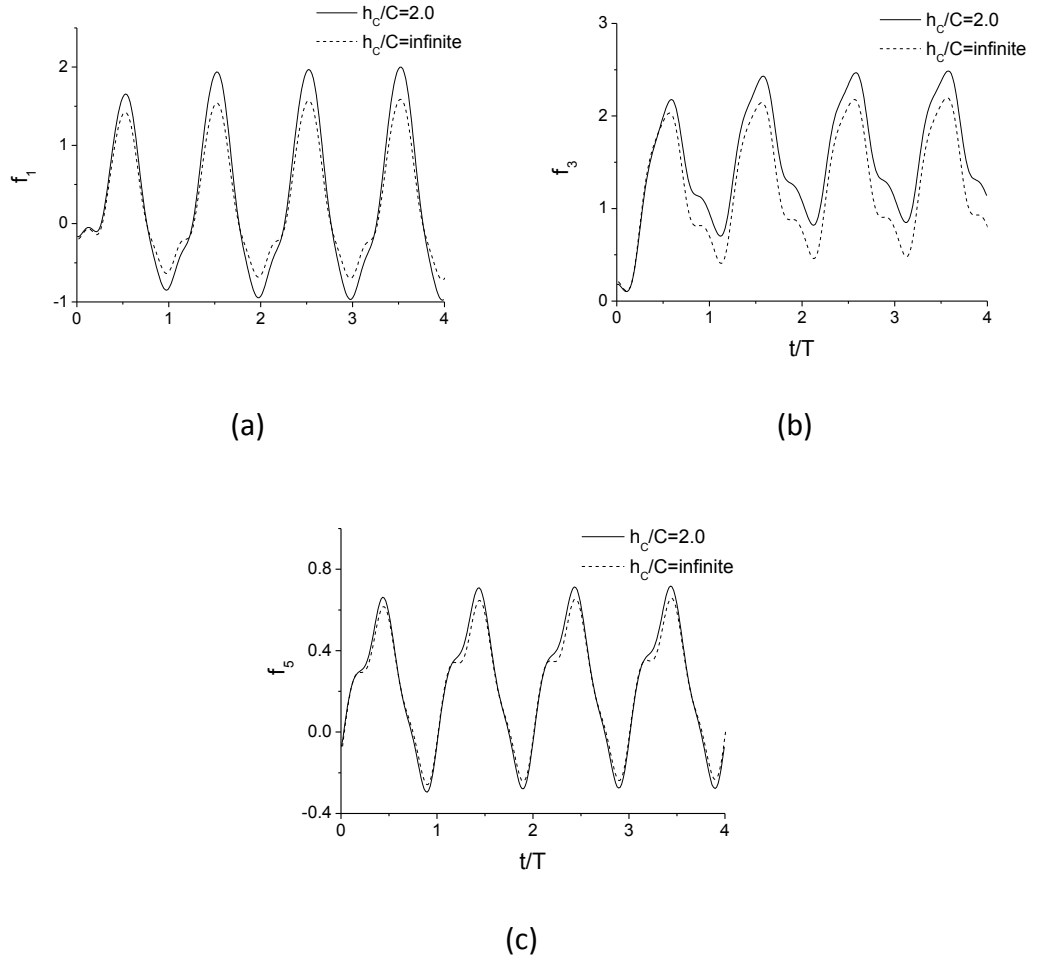 h_C/C=2.0
h_C/C=infinite
2
1
0
-1
f_1
0 1 2 3 4
(a)
h_C/C=2.0
h_C/C=infinite
3
2
1
0
f_3
0 1 2 3 4
t/T
(b)
h_C/C=2.0
h_C/C=infinite
0.8
0.4
0.0
-0.4
f_5
0 1 2 3 4
t/T
(c)